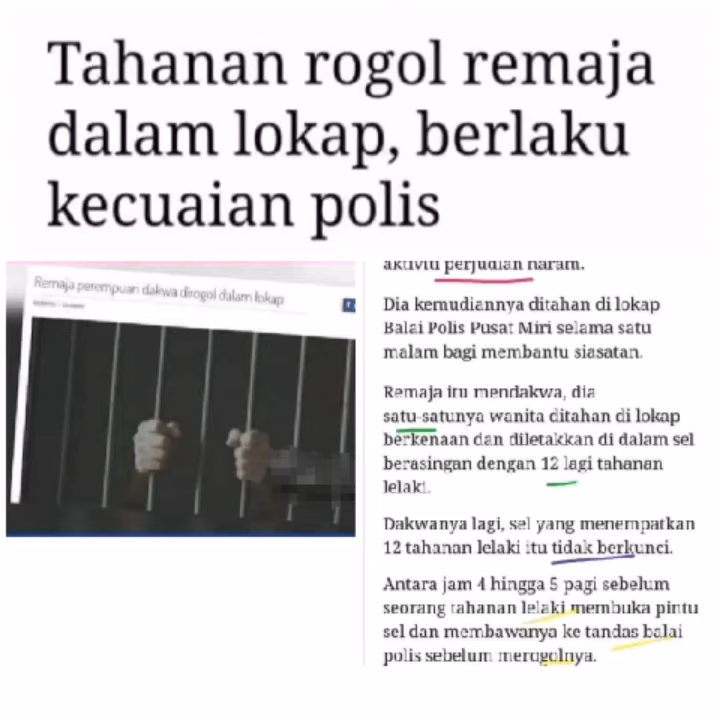 Tahanan rogol remaja
dalam lokap, berlaku
kecuaian polis
Remaja perempuan dakwa dirogol dalam lokap
aktiviti perjudian haram.
Dia kemudiannya ditahan di lokap
Balai Polis Pusat Miri selama satu
malam bagi membantu siasatan.
Remaja itu mendakwa, dia
satu-satunya wanita ditahan di lokap
berkenaan dan diletakkan di dalam sel
berasingan dengan 12 lagi tahanan
lelaki.
Dakwanya lagi, sel yang menempatkan
12 tahanan lelaki itu tidak berkunci.
Antara jam 4 hingga 5 pagi sebelum
seorang tahanan lelaki membuka pintu
sel dan membawanya ke tandas balai
polis sebelum merogolnya.